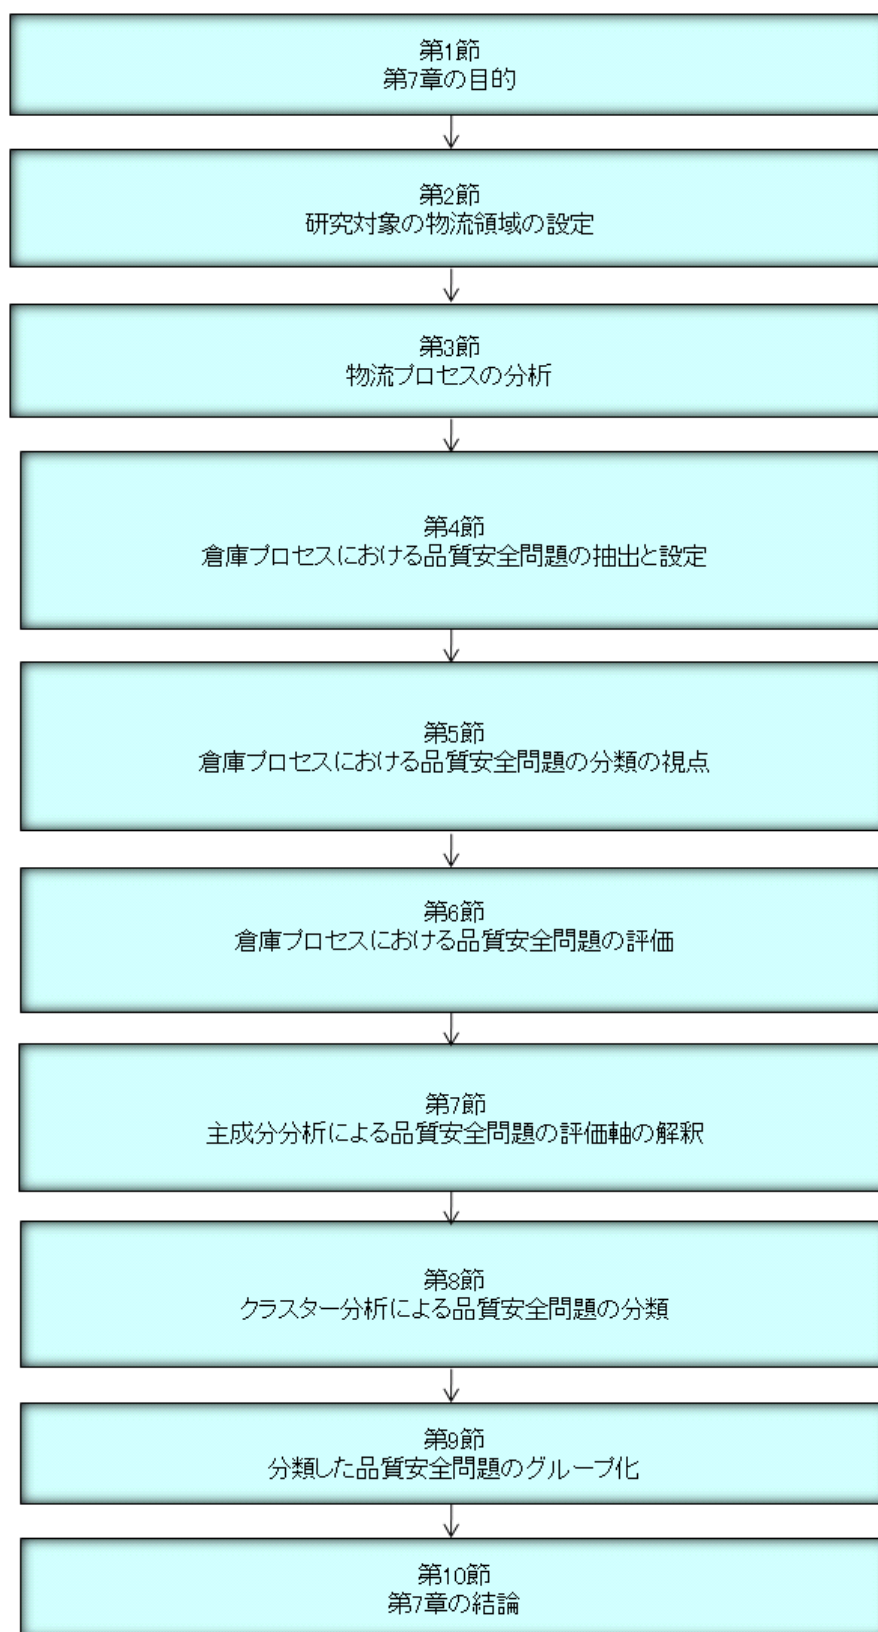 第1節
第7章の目的
第2節
研究対象の物流領域の設定
第3節
物流プロセスの分析
第4節
倉庫プロセスにおける品質安全問題の抽出と設定
第5節
倉庫プロセスにおける品質安全問題の分類の視点
第6節
倉庫プロセスにおける品質安全問題の評価
第7節
主成分分析による品質安全問題の評価軸の解釈
第8節
クラスター分析による品質安全問題の分類
第9節
分類した品質安全問題のグループ化
第10節
第7章の結論